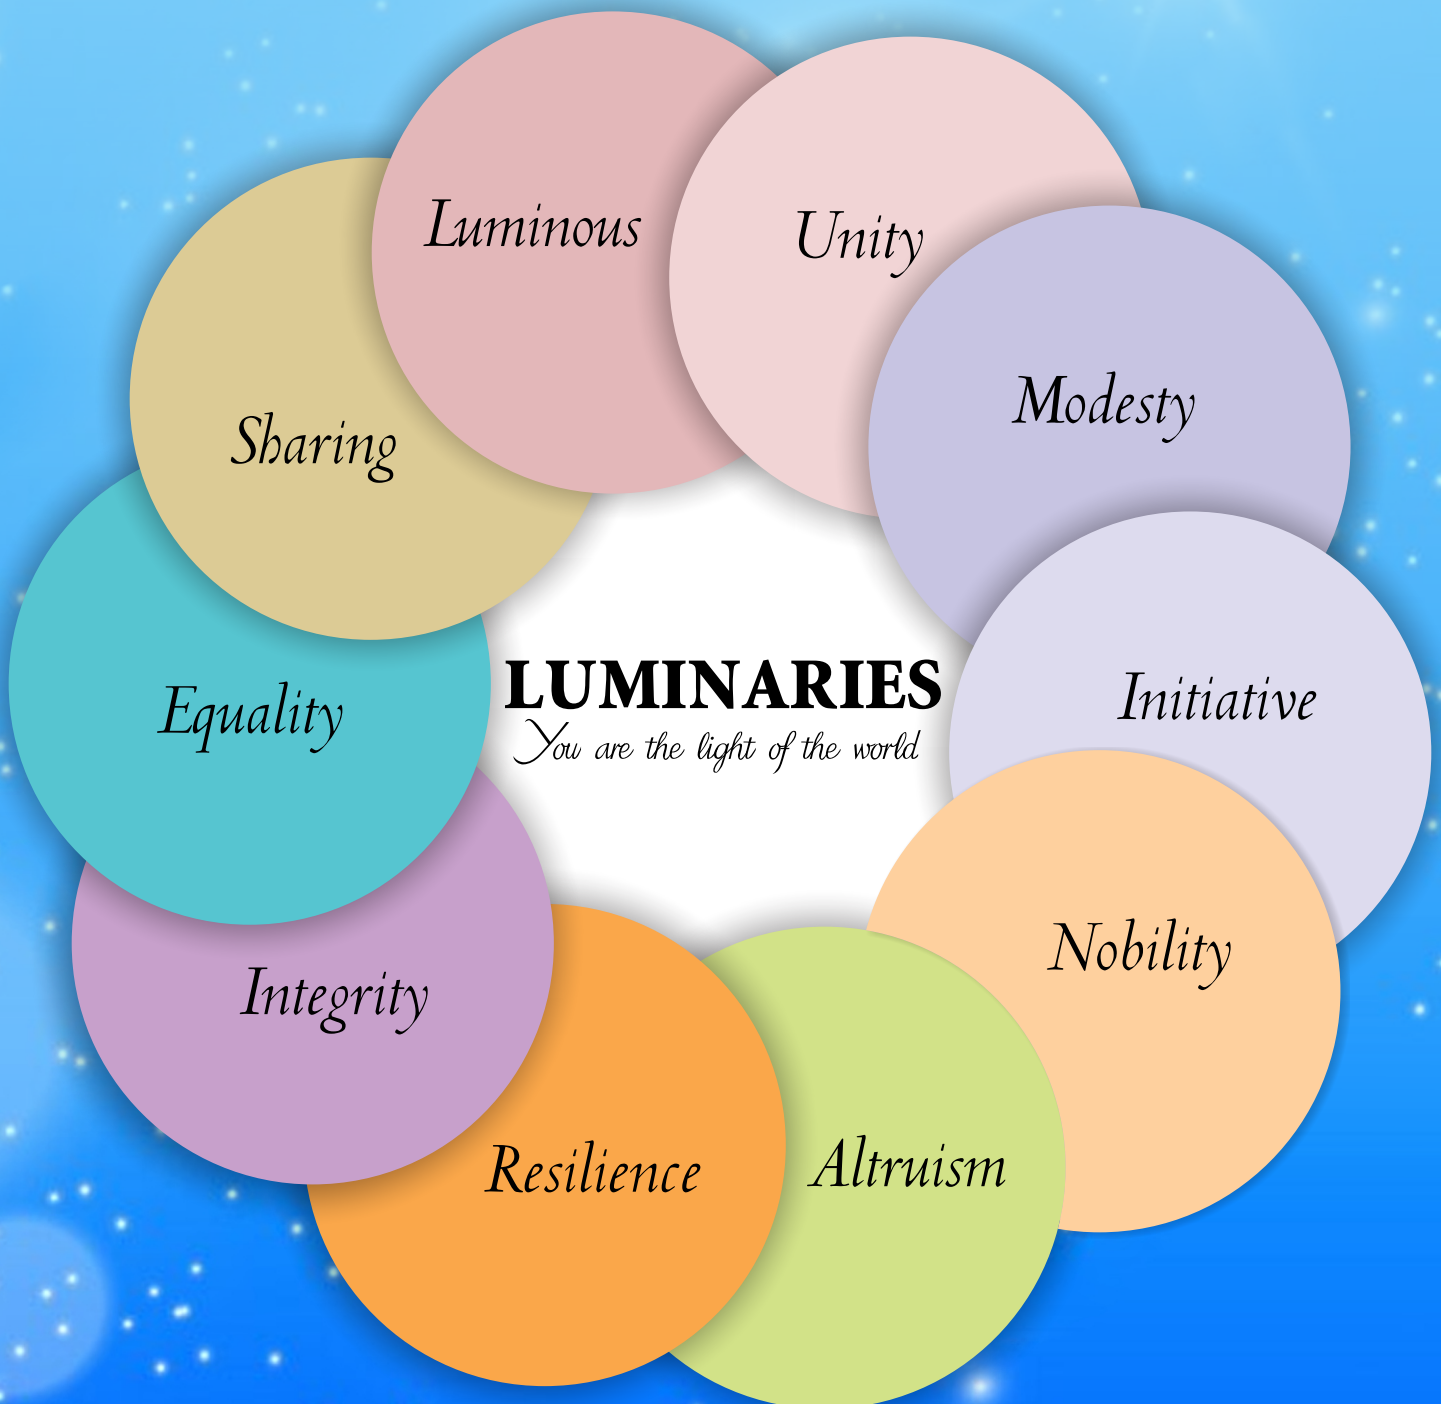 Luminous
Unity
Modesty
Initiative
Nobility
Altruism
Resilience
Integrity
Equality
Sharing
LUMINARIES
You are the light of the world